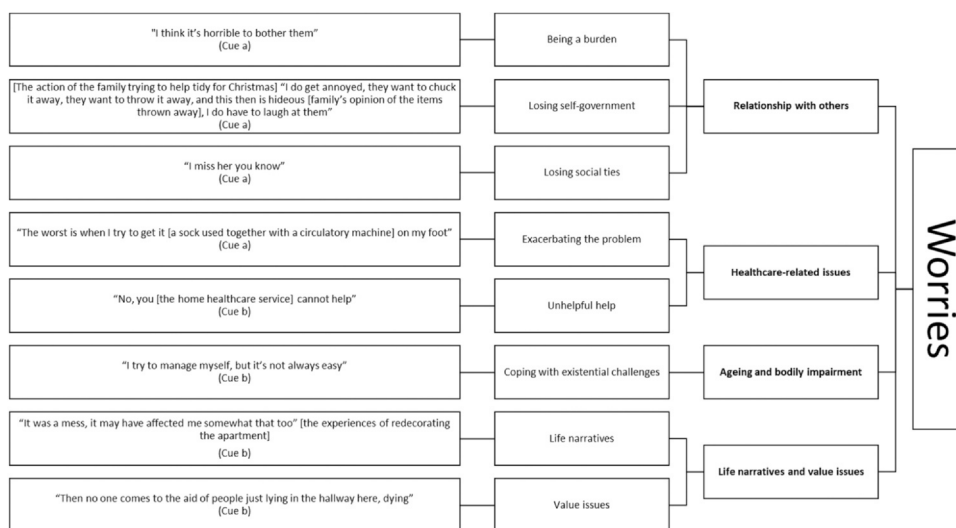 "I think it's horrible to bother them"
(Cue a)
Being a burden
[The action of the family trying to help tidy for Christmas] “I do get annoyed, they want to chuck
it away, they want to throw it away, and this then is hideous [family's opinion of the items
thrown away], I do have to laugh at them”
(Cue a)
Losing self-government
Relationship with others
“I miss her you know”
(Cue a)
Losing social ties
“The worst is when I try to get it [a sock used together with a circulatory machine] on my foot”
(Cue a)
Exacerbating the problem
Healthcare-related issues
“No, you [the home healthcare service] cannot help”
(Cue b)
Unhelpful help
“I try to manage myself, but it's not always easy”
(Cue b)
Coping with existential challenges
Ageing and bodily impairment
“It was a mess, it may have affected me somewhat that too” [the experiences of redecorating
the apartment]
(Cue b)
Life narratives
Life narratives and value issues
“Then no one comes to the aid of people just lying in the hallway here, dying”
(Cue b)
Value issues
Worries